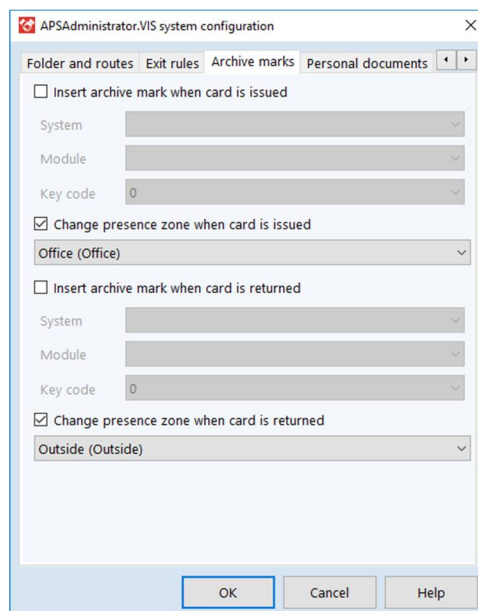 APSAdministrator.VIS system configuration
Folder and routes Exit rules Archive marks Personal documents
Insert archive mark when card is issued
System
Module
Key code 0
Change presence zone when card is issued
Office (Office)
Insert archive mark when card is returned
System
Module
Key code 0
Change presence zone when card is returned
Outside (Outside)
OK Cancel Help